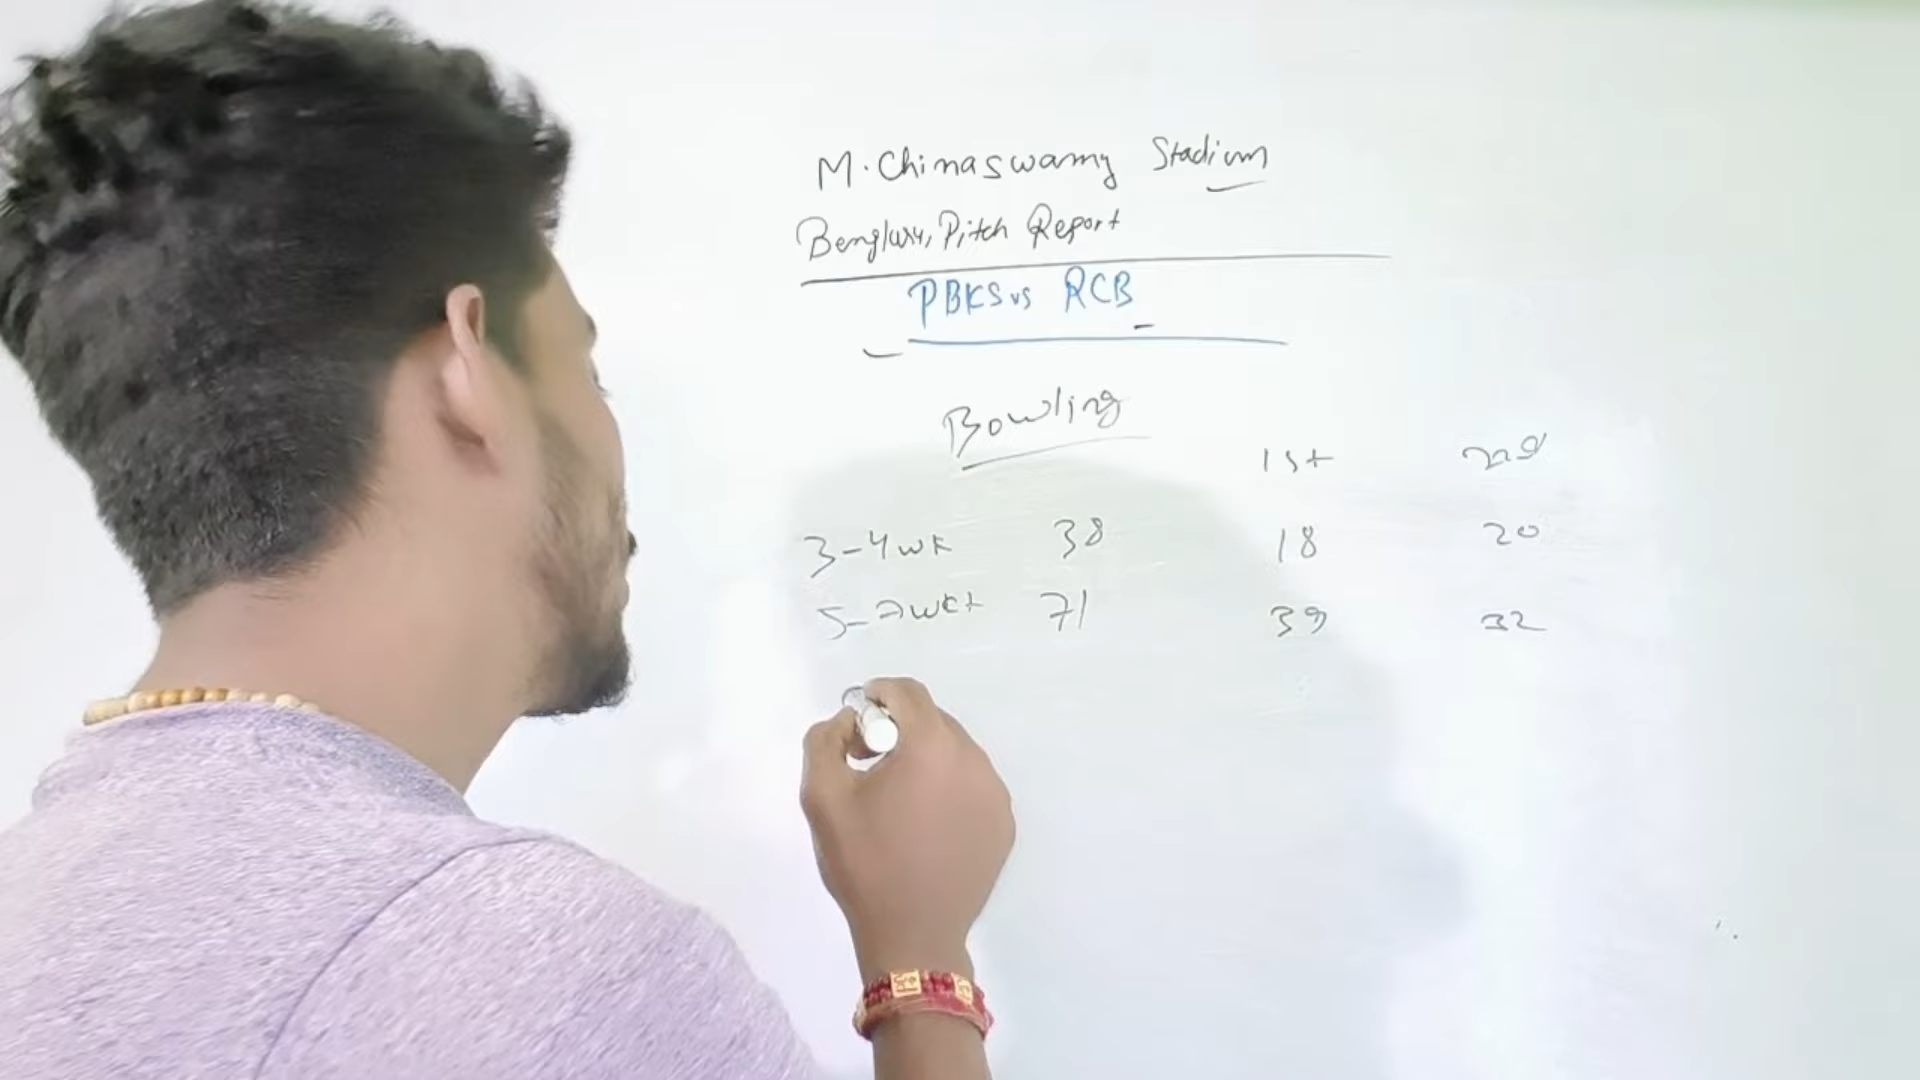 M. Chinaswamy Stadium
Bengluru, Pitch Report
PBKS vs RCB
Bowling
1st 2nd
3-4wk 38 18 20
5-7wkt 71 39 32